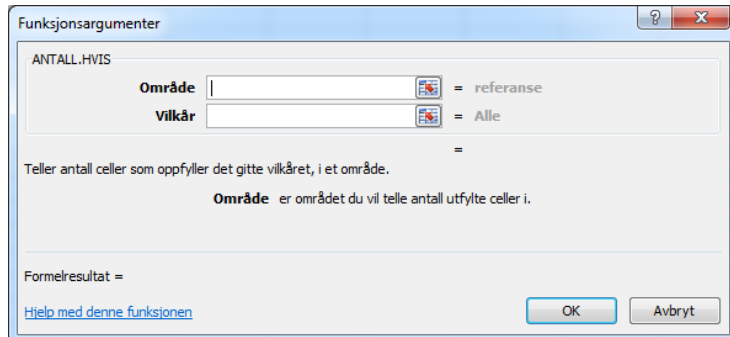 Funksjonsargumenter
ANTALL.HVIS
Område = referanse
Vilkår = Alle
=
Teller antall celler som oppfyller det gitte vilkåret, i et område.
Område er området du vil telle antall utfylte celler i.
Formelresultat =
Hjelp med denne funksjonen
OK Avbryt